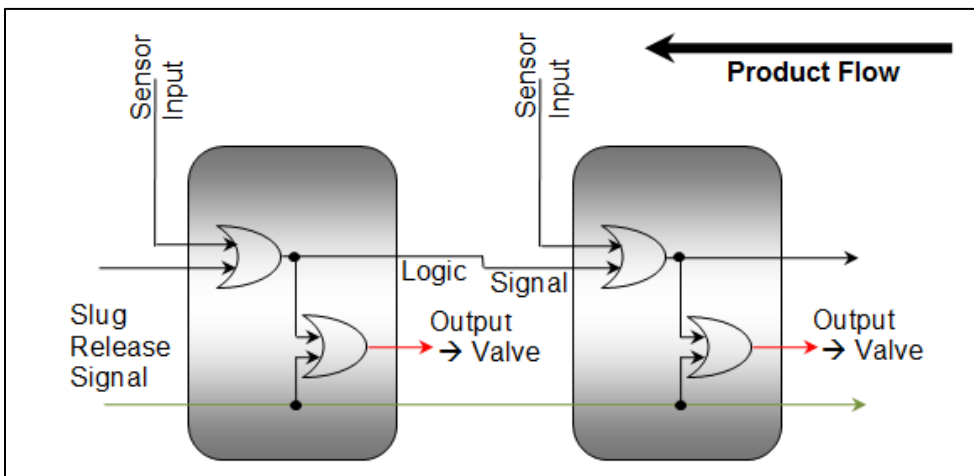 Sensor
Input
Sensor
Input
Product Flow
Logic
Signal
Slug
Release
Signal
Output
→ Valve
Output
→ Valve